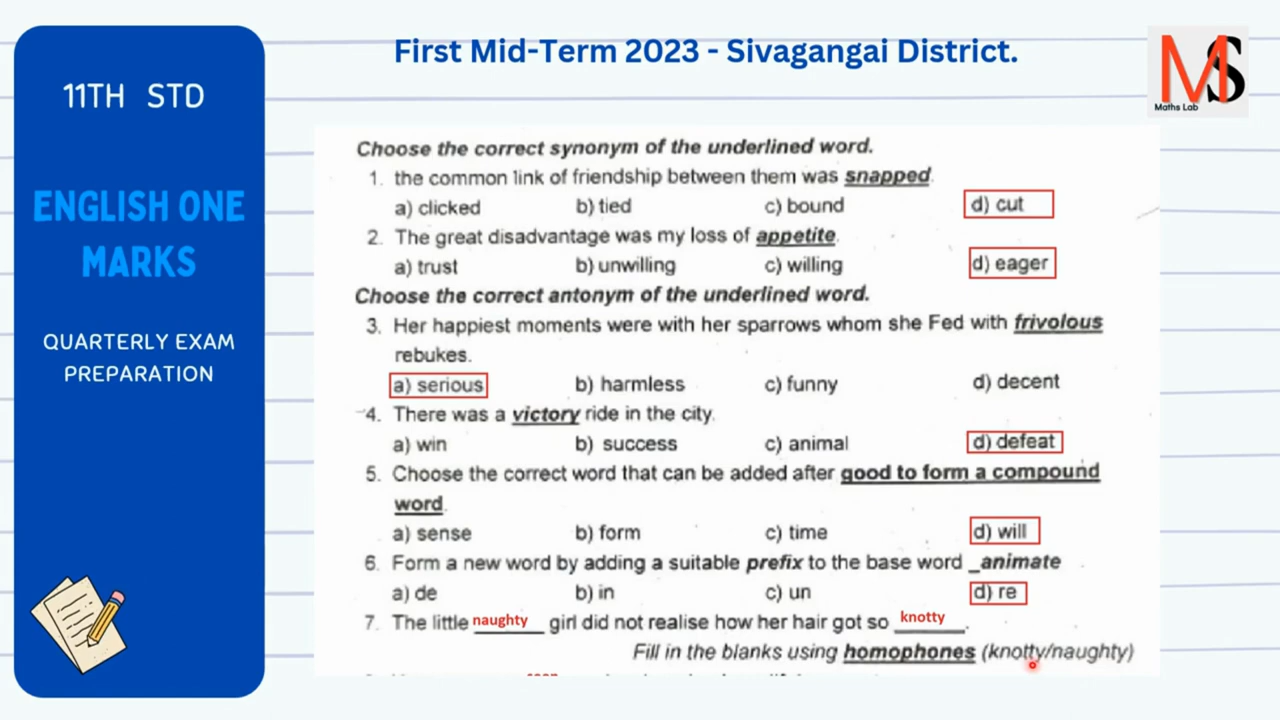 First Mid-Term 2023 - Sivagangai District.
MS
Maths Lab
11TH STD
ENGLISH ONE
MARKS
QUARTERLY EXAM
PREPARATION
Choose the correct synonym of the underlined word.
1. the common link of friendship between them was snapped.
a) clicked b) tied c) bound d) cut
2. The great disadvantage was my loss of appetite.
a) trust b) unwilling c) willing d) eager
Choose the correct antonym of the underlined word.
3. Her happiest moments were with her sparrows whom she Fed with frivolous
rebukes.
a) serious b) harmless c) funny d) decent
4. There was a victory ride in the city.
a) win b) success c) animal d) defeat
5. Choose the correct word that can be added after good to form a compound
word.
a) sense b) form c) time d) will
6. Form a new word by adding a suitable prefix to the base word _animate
a) de b) in c) un d) re
7. The little naughty girl did not realise how her hair got so knotty.
Fill in the blanks using homophones (knotty/naughty)